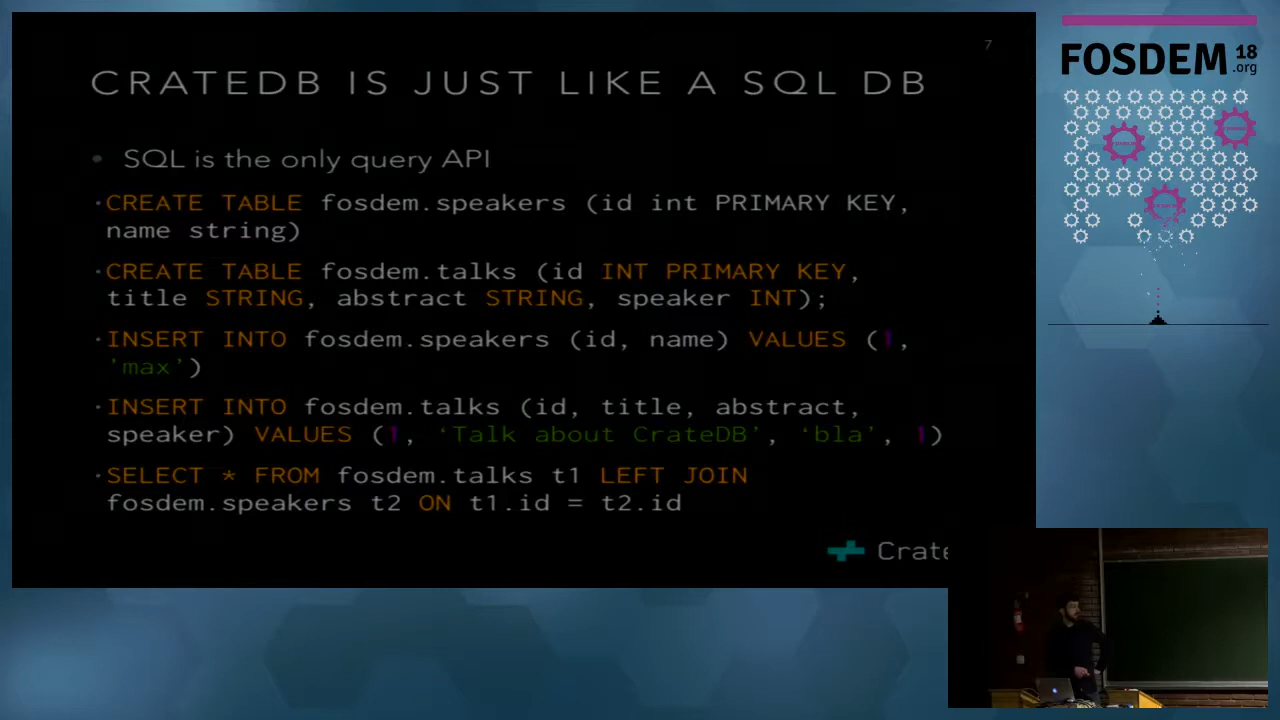 7
CRATEDB IS JUST LIKE A SQL DB
• SQL is the only query API
·CREATE TABLE fosdem.speakers (id int PRIMARY KEY,
name string)
·CREATE TABLE fosdem.talks (id INT PRIMARY KEY,
title STRING, abstract STRING, speaker INT);
·INSERT INTO fosdem.speakers (id, name) VALUES (1,
'max')
·INSERT INTO fosdem.talks (id, title, abstract,
speaker) VALUES (1, ‘Talk about CrateDB’, ‘bla’, 1)
·SELECT * FROM fosdem.talks t1 LEFT JOIN
fosdem.speakers t2 ON t1.id = t2.id
Crate
FOSDEM 18
.org